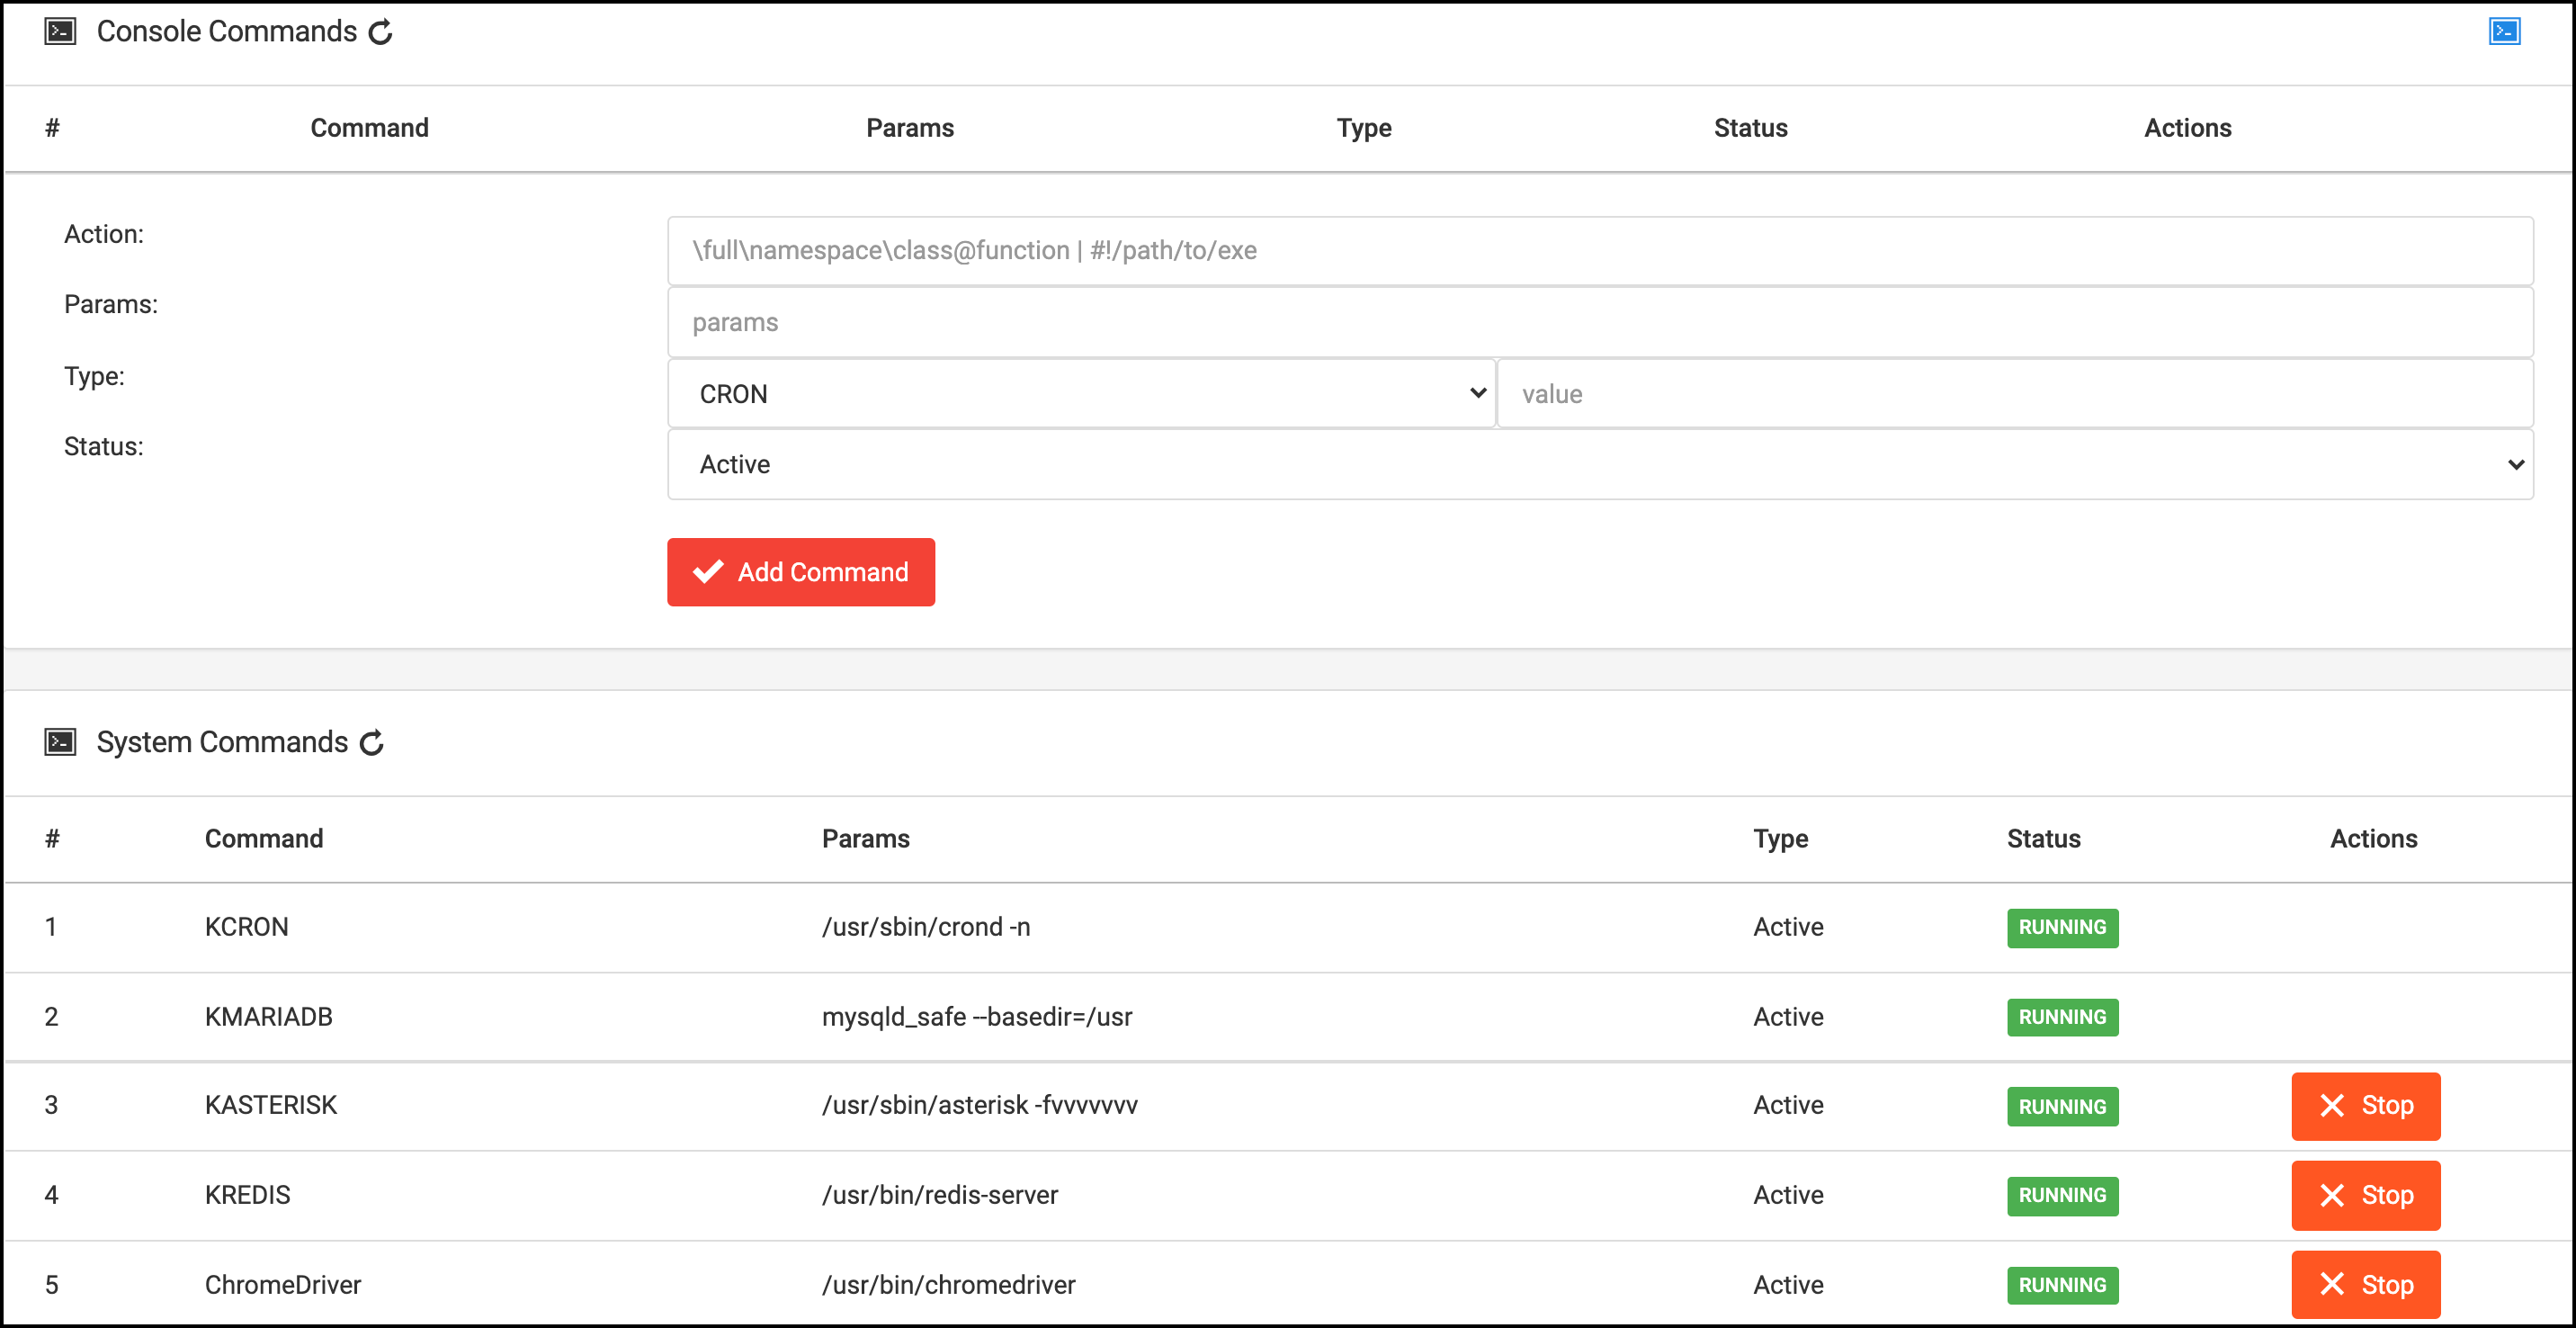 Console Commands
# Command Params Type Status Actions
Action: \full\namespace\class@function | #!/path/to/exe
Params: params
Type: CRON value
Status: Active
Add Command
System Commands
# Command Params Type Status Actions
1 KCRON /usr/sbin/crond -n Active RUNNING
2 KMARIADB mysqld_safe --basedir=/usr Active RUNNING
3 KASTERISK /usr/sbin/asterisk -fvvvvvvv Active RUNNING Stop
4 KREDIS /usr/bin/redis-server Active RUNNING Stop
5 ChromeDriver /usr/bin/chromedriver Active RUNNING Stop